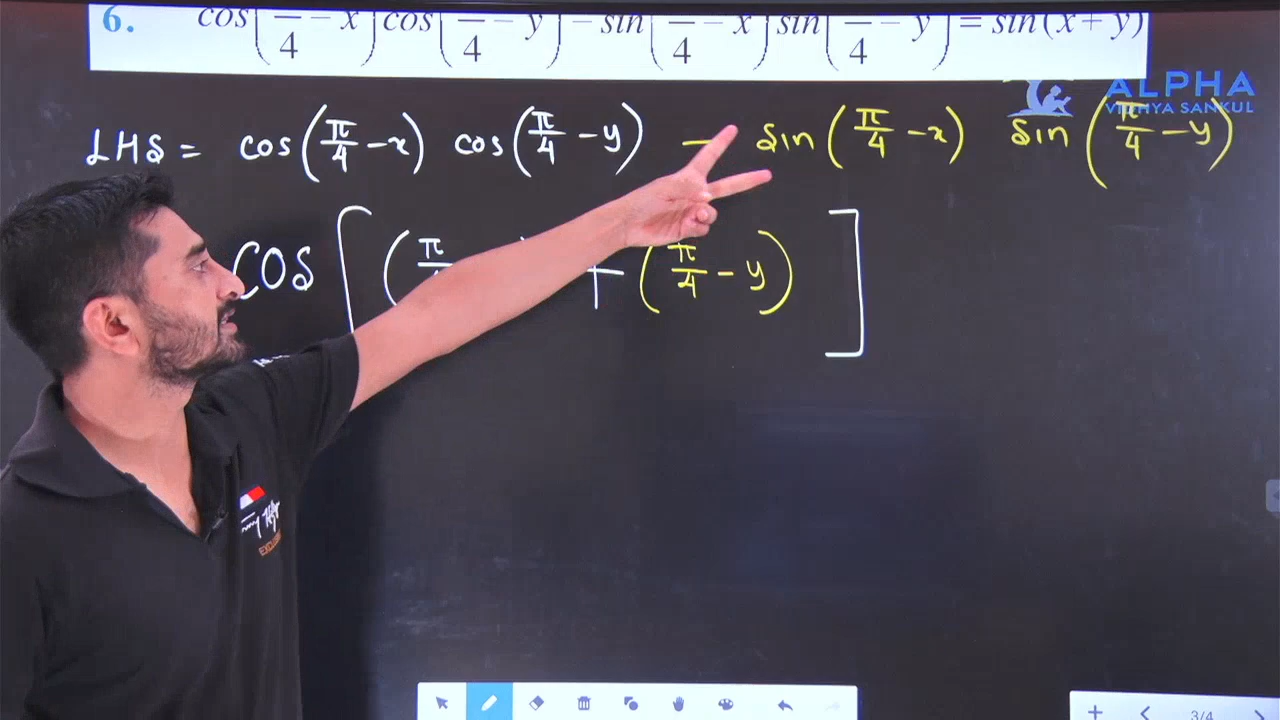 6. cos(π/4 − x)cos(π/4 − y) − sin(π/4 − x)sin(π/4 − y) = sin(x + y)
ALPHA
VIDHYA SANKUL
LHS = cos(π/4 − x) cos(π/4 − y) − sin(π/4 − x) sin(π/4 − y)
COS [(π/4 + (π/4 − y)]
3/4